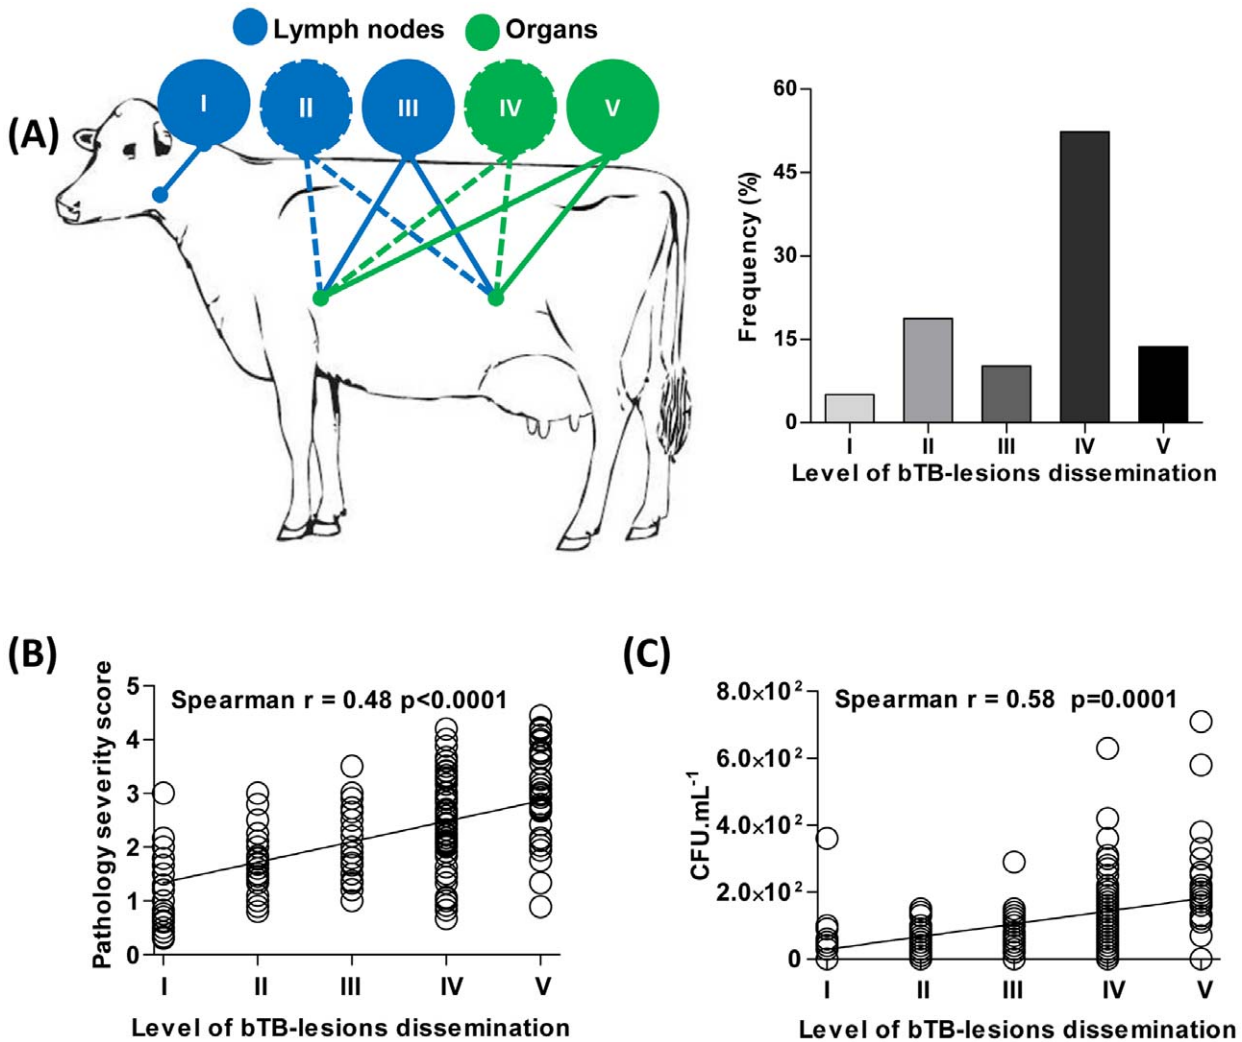 Lymph nodes
Organs
(A)
I
II
III
IV
V
60
45
30
15
0
Frequency (%)
I
II
III
IV
V
Level of bTB-lesions dissemination
(B)
Spearman r = 0.48 p<0.0001
5
4
3
2
1
0
Pathology severity score
I
II
III
IV
V
Level of bTB-lesions dissemination
(C)
Spearman r = 0.58 p=0.0001
8.0×10²
6.0×10²
4.0×10²
2.0×10²
0
CFU.mL⁻¹
I
II
III
IV
V
Level of bTB-lesions dissemination